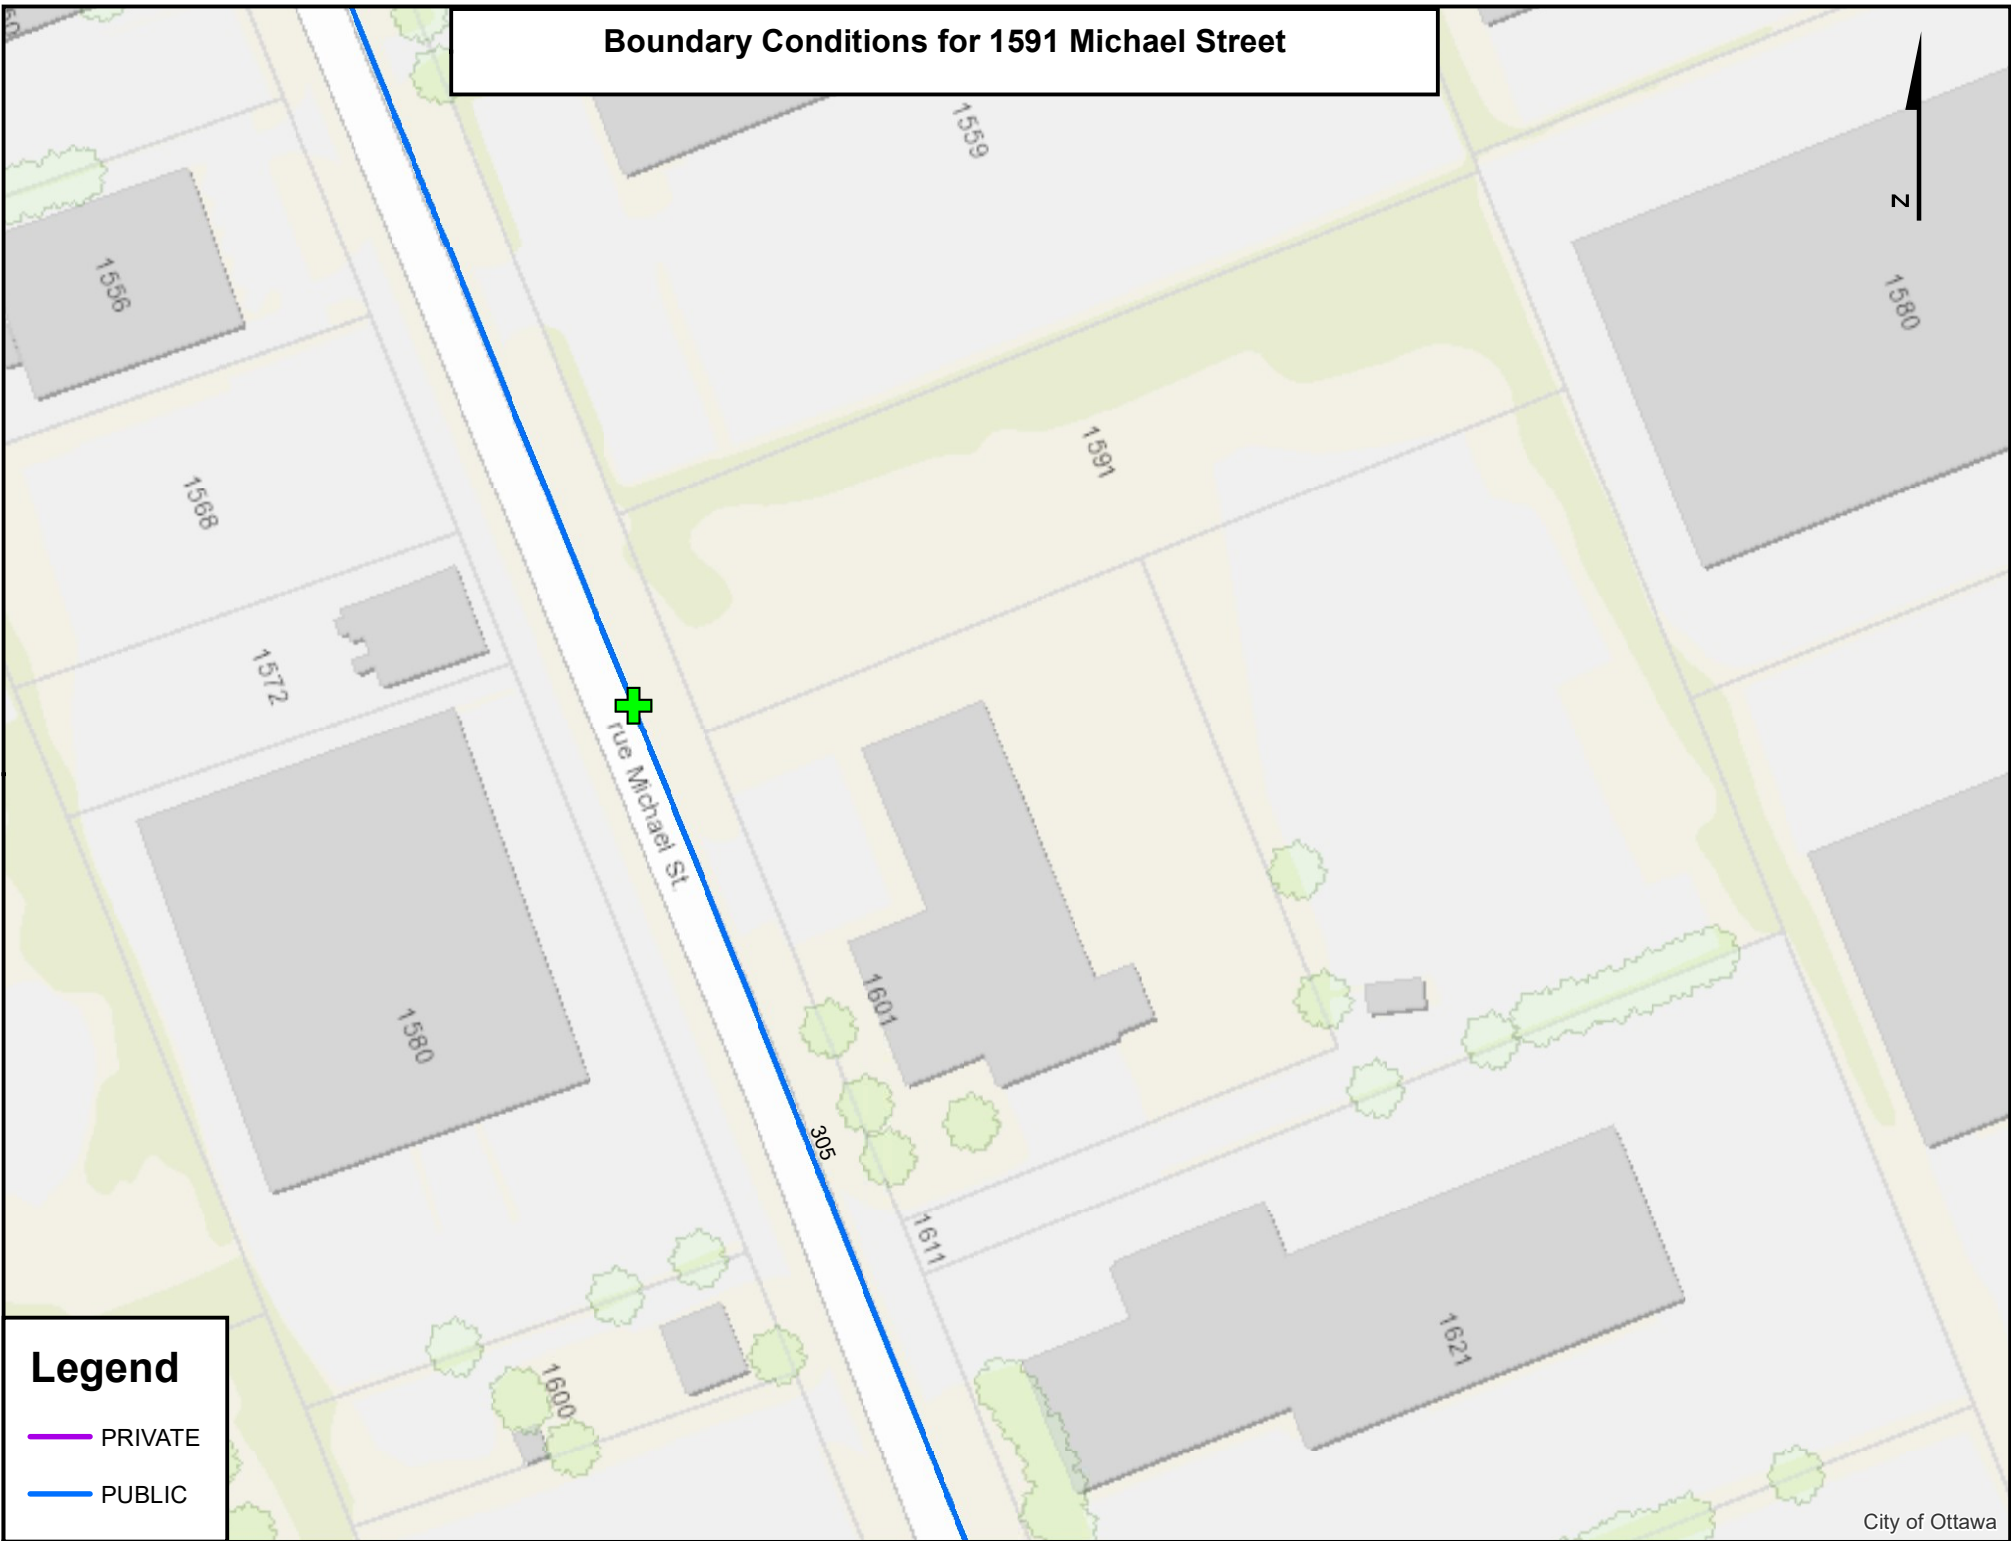 Boundary Conditions for 1591 Michael Street
1559
N
1556
1580
1591
1568
1572
rue Michael St.
1601
1580
305
1611
1621
1600
Legend
PRIVATE
PUBLIC
City of Ottawa